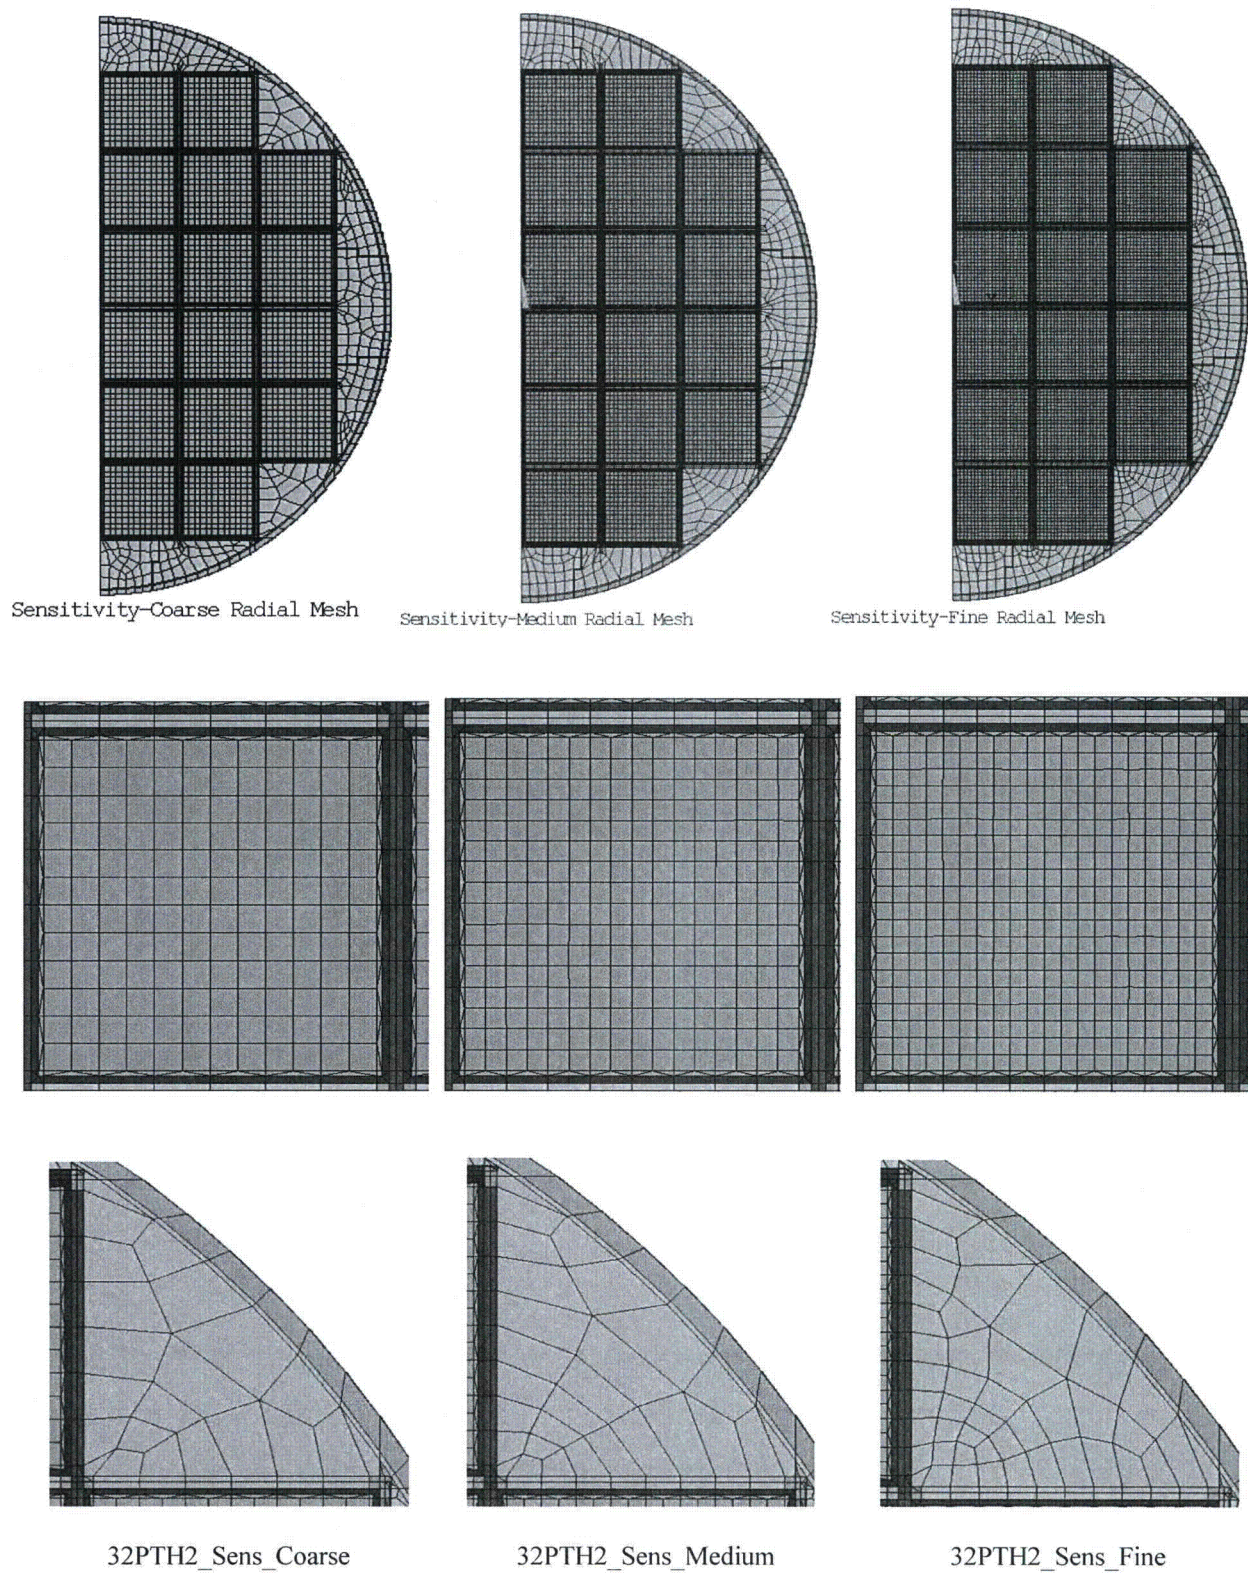 Sensitivity-Coarse Radial Mesh
Sensitivity-Medium Radial Mesh
Sensitivity-Fine Radial Mesh
32PTH2_Sens_Coarse
32PTH2_Sens_Medium
32PTH2_Sens_Fine